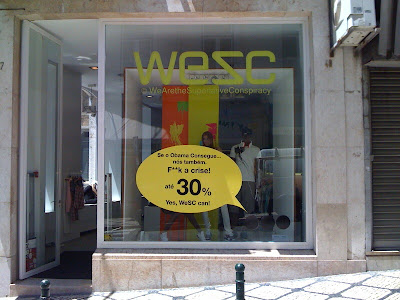 WeSC
WeAretheSuperlativeConspiracy
Se o Obama Consegue...
nós também.
F**k a crise!
até 30%
Yes, WeSC can!